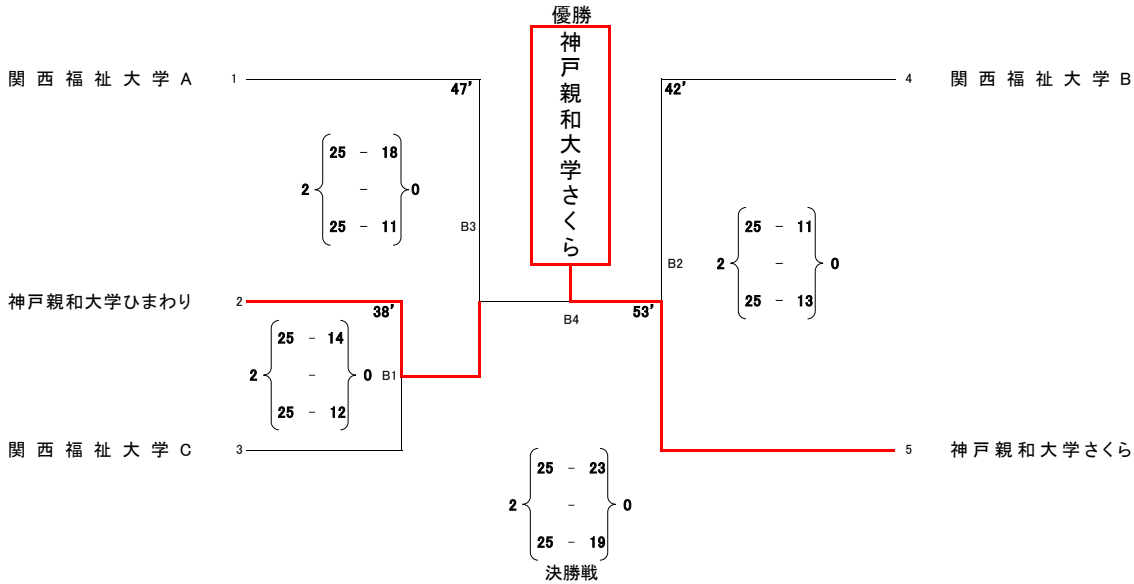 優勝
神戸親和大学さくら
関西福祉大学A 1
47'
42'
4 関西福祉大学B
25 - 18
2 - 0
25 - 11
B3
25 - 11
B2 2 - 0
25 - 13
神戸親和大学ひまわり 2
38'
53'
B4
25 - 14
2 - 0 B1
25 - 12
関西福祉大学C 3
5 神戸親和大学さくら
25 - 23
2 - 0
25 - 19
決勝戦